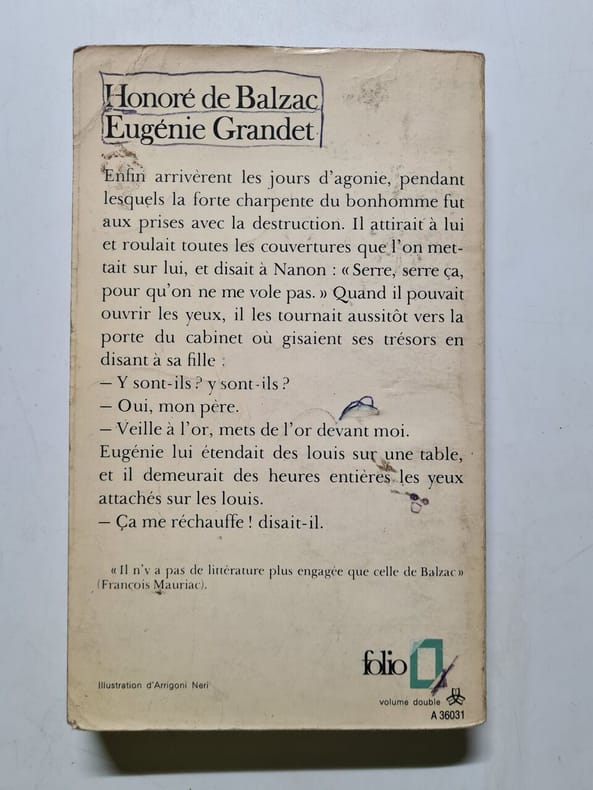 Honoré de Balzac
Eugénie Grandet
Enfin arrivèrent les jours d'agonie, pendant
lesquels la forte charpente du bonhomme fut
aux prises avec la destruction. Il attirait à lui
et roulait toutes les couvertures que l'on met-
tait sur lui, et disait à Nanon : « Serre, serre ça,
pour qu'on ne me vole pas. » Quand il pouvait
ouvrir les yeux, il les tournait aussitôt vers la
porte du cabinet où gisaient ses trésors en
disant à sa fille :
— Y sont-ils ? y sont-ils ?
— Oui, mon père.
— Veille à l'or, mets de l'or devant moi.
Eugénie lui étendait des louis sur une table,
et il demeurait des heures entières les yeux
attachés sur les louis.
— Ça me réchauffe ! disait-il.
« Il n'y a pas de littérature plus engagée que celle de Balzac »
(François Mauriac).
folio
Illustration d'Arrigoni Neri
volume double
A 36031